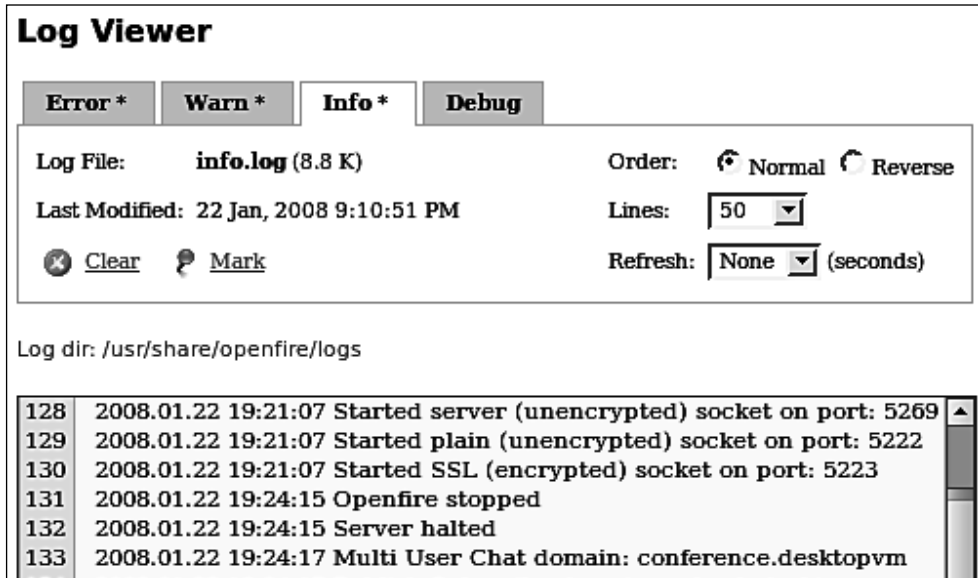 Log Viewer
Error * Warn * Info * Debug
Log File: info.log (8.8 K) Order: Normal Reverse
Last Modified: 22 Jan, 2008 9:10:51 PM Lines: 50
Clear Mark Refresh: None (seconds)
Log dir: /usr/share/openfire/logs
128 2008.01.22 19:21:07 Started server (unencrypted) socket on port: 5269
129 2008.01.22 19:21:07 Started plain (unencrypted) socket on port: 5222
130 2008.01.22 19:21:07 Started SSL (encrypted) socket on port: 5223
131 2008.01.22 19:24:15 Openfire stopped
132 2008.01.22 19:24:15 Server halted
133 2008.01.22 19:24:17 Multi User Chat domain: conference.desktopvm